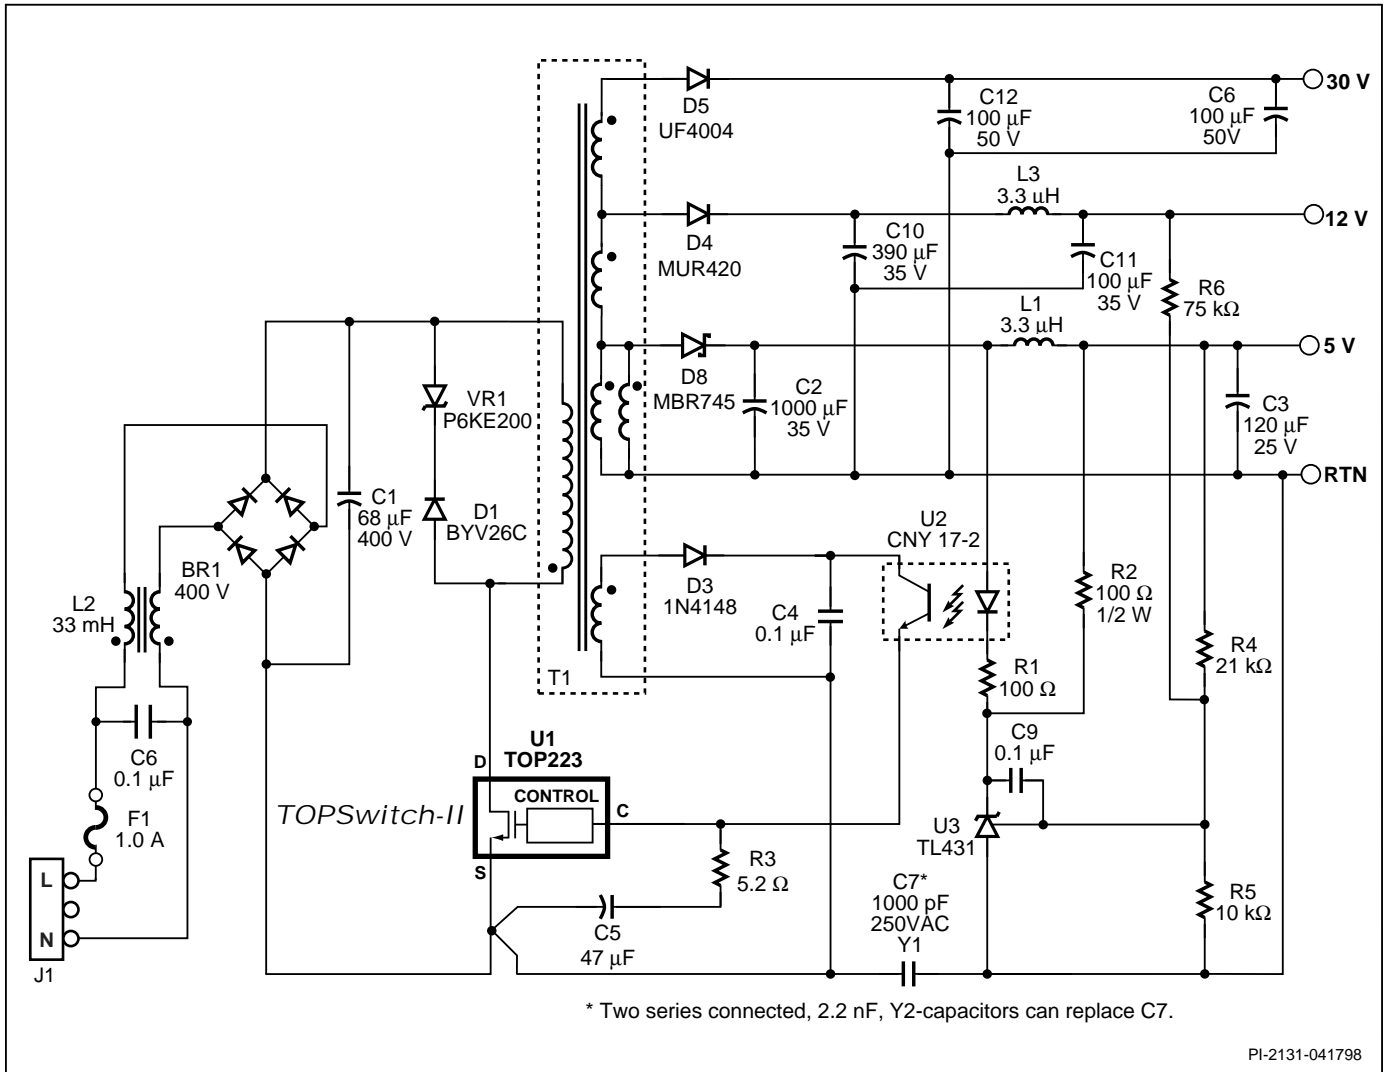 30 V
D5
UF4004
C12
100 µF
50 V
C6
100 µF
50V
L3
3.3 µH
12 V
D4
MUR420
C10
390 µF
35 V
C11
100 µF
35 V
R6
75 kΩ
L1
3.3 µH
5 V
D8
MBR745
C2
1000 µF
35 V
C3
120 µF
25 V
RTN
VR1
P6KE200
D1
BYV26C
C1
68 µF
400 V
BR1
400 V
L2
33 mH
U2
CNY 17-2
D3
1N4148
C4
0.1 µF
R2
100 Ω
1/2 W
R1
100 Ω
R4
21 kΩ
T1
C6
0.1 µF
F1
1.0 A
L
N
J1
U1
TOP223
D
CONTROL
C
S
TOPSwitch-II
C9
0.1 µF
U3
TL431
R3
5.2 Ω
C5
47 µF
C7*
1000 pF
250VAC
Y1
R5
10 kΩ
* Two series connected, 2.2 nF, Y2-capacitors can replace C7.
PI-2131-041798